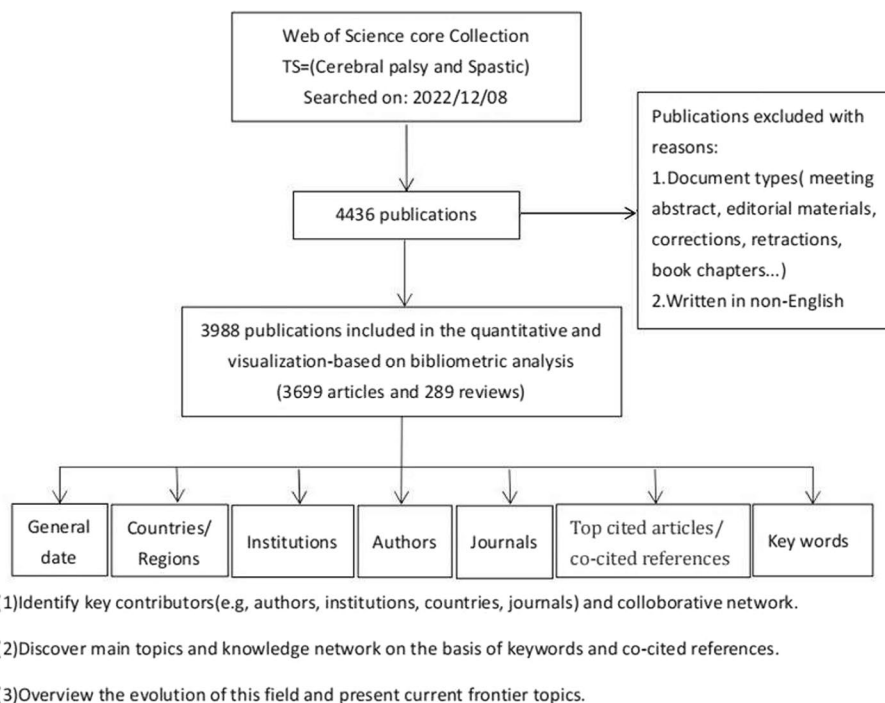 Web of Science core Collection
TS=(Cerebral palsy and Spastic)
Searched on: 2022/12/08
Publications excluded with
reasons:
1.Document types( meeting
abstract, editorial materials,
corrections, retractions,
book chapters...)
2.Written in non-English
4436 publications
3988 publications included in the quantitative and
visualization-based on bibliometric analysis
(3699 articles and 289 reviews)
General
date
Countries/
Regions
Institutions
Authors
Journals
Top cited articles/
co-cited references
Key words
(1)Identify key contributors(e.g, authors, institutions, countries, journals) and colloborative network.
(2)Discover main topics and knowledge network on the basis of keywords and co-cited references.
(3)Overview the evolution of this field and present current frontier topics.